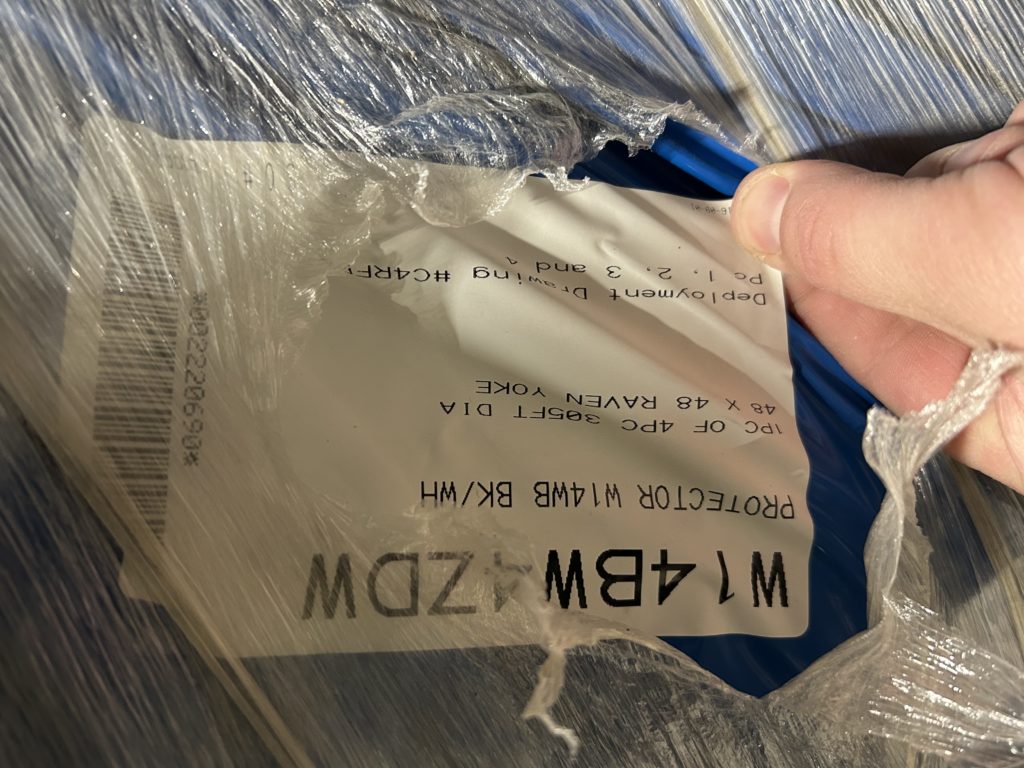 W14BW4ZDW
PROTECTOR W14WB BK/WH
1PC OF 4PC 305FT DIA
48 X 48 RAVEN YOKE
Deployment Drawing #C4RF
Pc 1, 2, 3 and 4